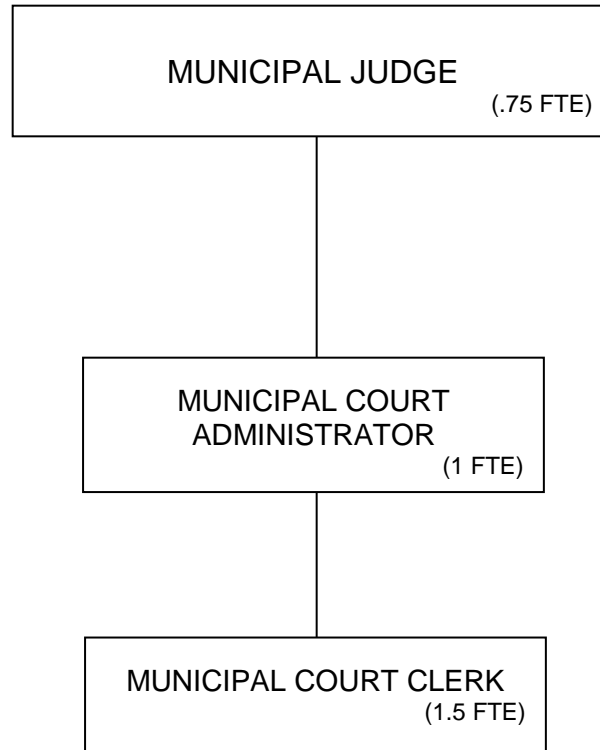 MUNICIPAL JUDGE
(.75 FTE)
MUNICIPAL COURT
ADMINISTRATOR
(1 FTE)
MUNICIPAL COURT CLERK
(1.5 FTE)